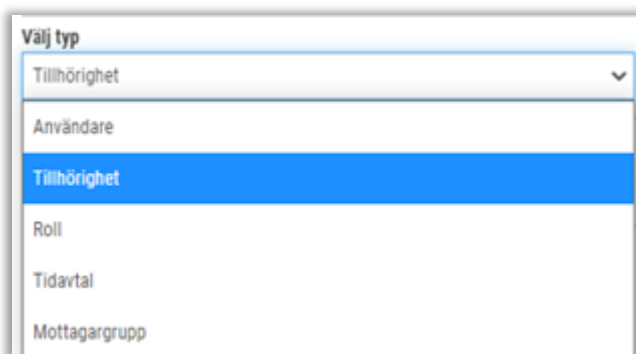 Välj typ
Tillhörighet
Användare
Tillhörighet
Roll
Tidavtal
Mottagargrupp